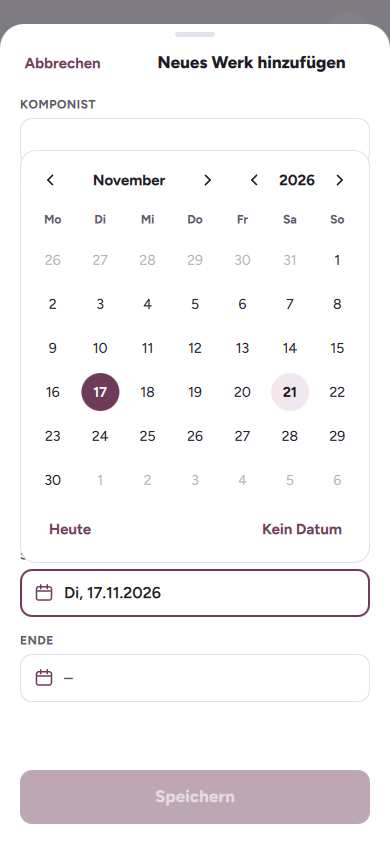 Abbrechen Neues Werk hinzufügen
KOMPONIST
November 2026
Mo Di Mi Do Fr Sa So
26 27 28 29 30 31 1
2 3 4 5 6 7 8
9 10 11 12 13 14 15
16 17 18 19 20 21 22
23 24 25 26 27 28 29
30 1 2 3 4 5 6
Heute Kein Datum
Di, 17.11.2026
ENDE
–
Speichern